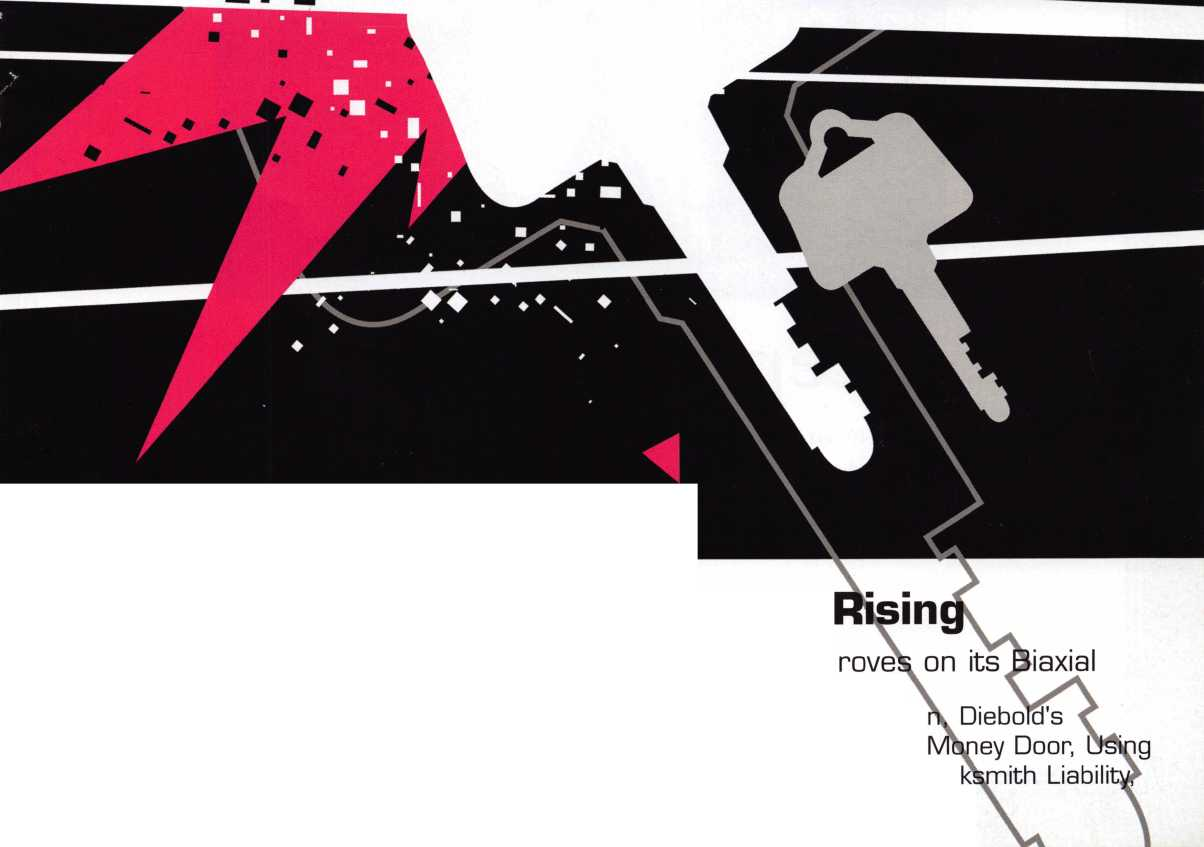 Rising
roves on its Biaxial
n, Diebold's
Money Door, Using
ksmith Liability,